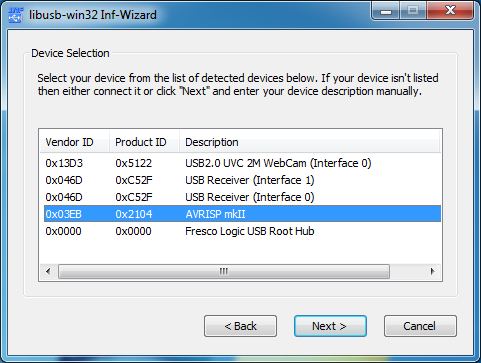 libusb-win32 Inf-Wizard
Device Selection
Select your device from the list of detected devices below. If your device isn't listed
then either connect it or click "Next" and enter your device description manually.
Vendor ID Product ID Description
0x13D3 0x5122 USB2.0 UVC 2M WebCam (Interface 0)
0x046D 0xC52F USB Receiver (Interface 1)
0x046D 0xC52F USB Receiver (Interface 0)
0x03EB 0x2104 AVRISP mkII
0x0000 0x0000 Fresco Logic USB Root Hub
< Back Next > Cancel